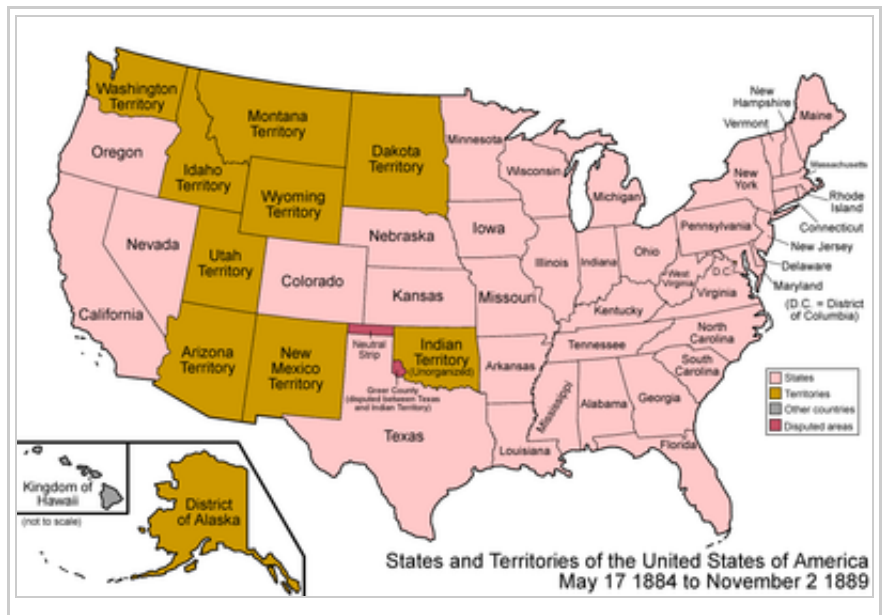 Washington
Territory
Montana
Territory
Dakota
Territory
Minnesota
New
Hampshire
Vermont
Maine
Massachusetts
Oregon
Idaho
Territory
Wyoming
Territory
Wisconsin
Michigan
New
York
Rhode
Island
Connecticut
Nevada
Utah
Territory
Nebraska
Iowa
Illinois
Indiana
Ohio
Pennsylvania
New Jersey
Delaware
Maryland
(D.C. = District
of Columbia)
West
Virginia
D.C.
Virginia
California
Colorado
Kansas
Missouri
Kentucky
Arizona
Territory
New
Mexico
Territory
Neutral
Strip
Indian
Territory
(Unorganized)
Greer County
(disputed between Texas
and Indian Territory)
Arkansas
Tennessee
North
Carolina
South
Carolina
Texas
Louisiana
Mississippi
Alabama
Georgia
Florida
States
Territories
Other countries
Disputed areas
Kingdom of
Hawaii
(not to scale)
District
of Alaska
States and Territories of the United States of America
May 17 1884 to November 2 1889